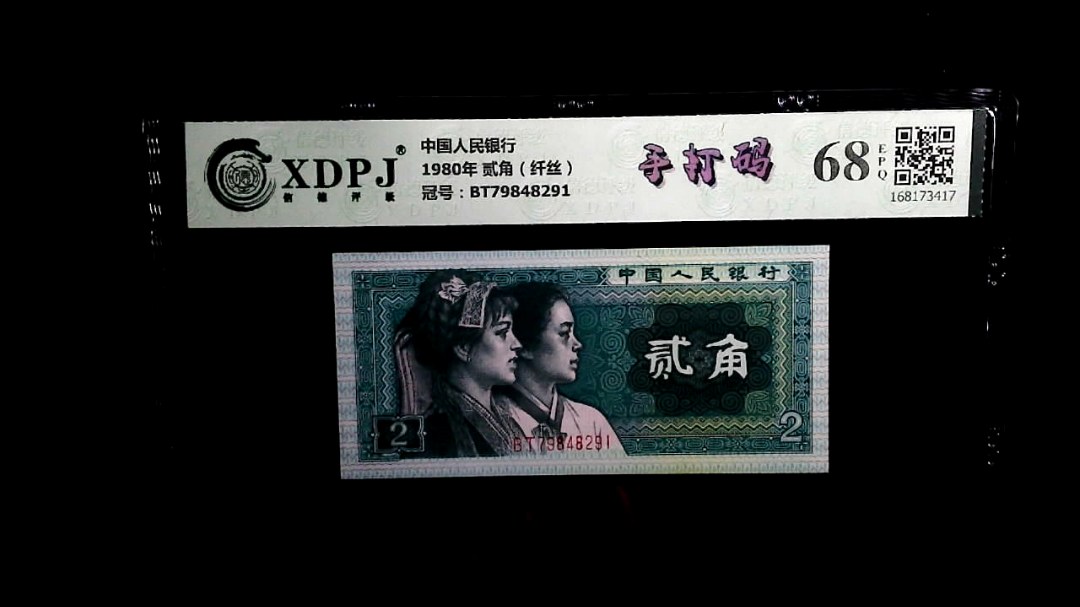 XDPJ®
信德评级
中国人民银行
1980年 贰角（纤丝）
冠号：BT79848291
手打码
68
EPQ
168173417
中国人民银行
贰角
2
2
BT79848291